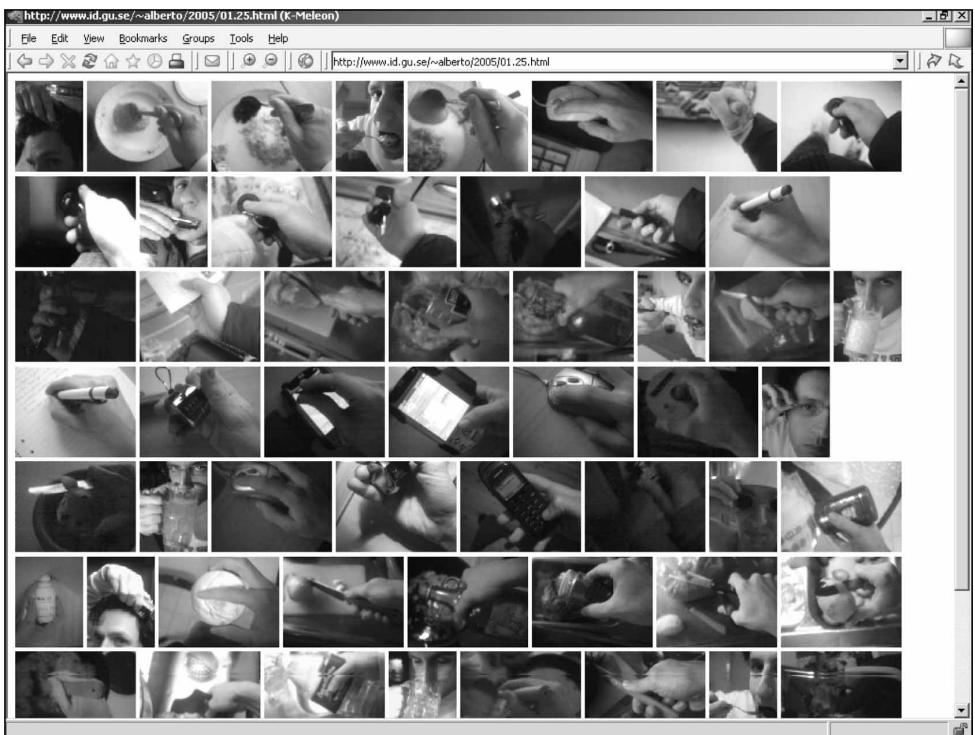 http://www.id.gu.se/~alberto/2005/01.25.html (K-Meleon)
File Edit View Bookmarks Groups Tools Help
http://www.id.gu.se/~alberto/2005/01.25.html